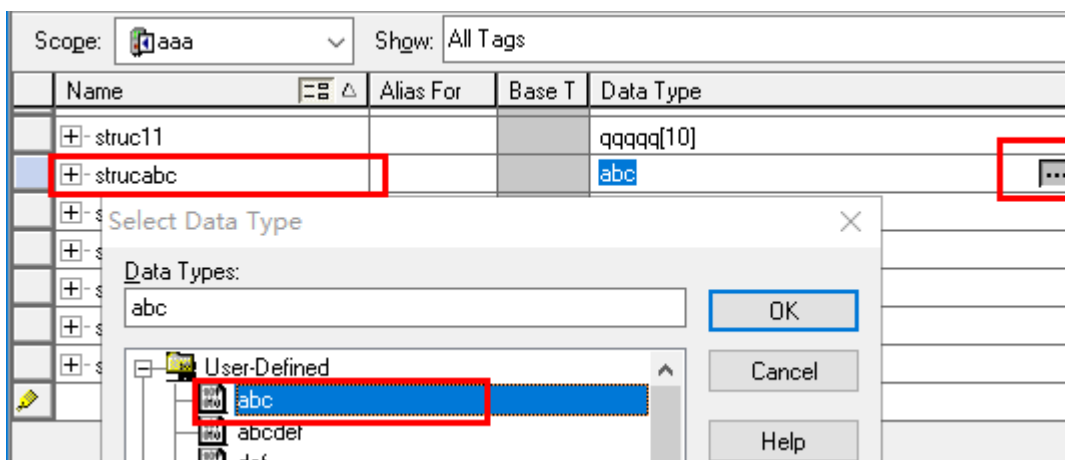 Scope: aaa Show: All Tags
Name Alias For Base T Data Type
struc11 qqqqq[10]
strucabc abc ...
Select Data Type
Data Types:
abc
OK
User-Defined
Cancel
abc
abcdef
Help